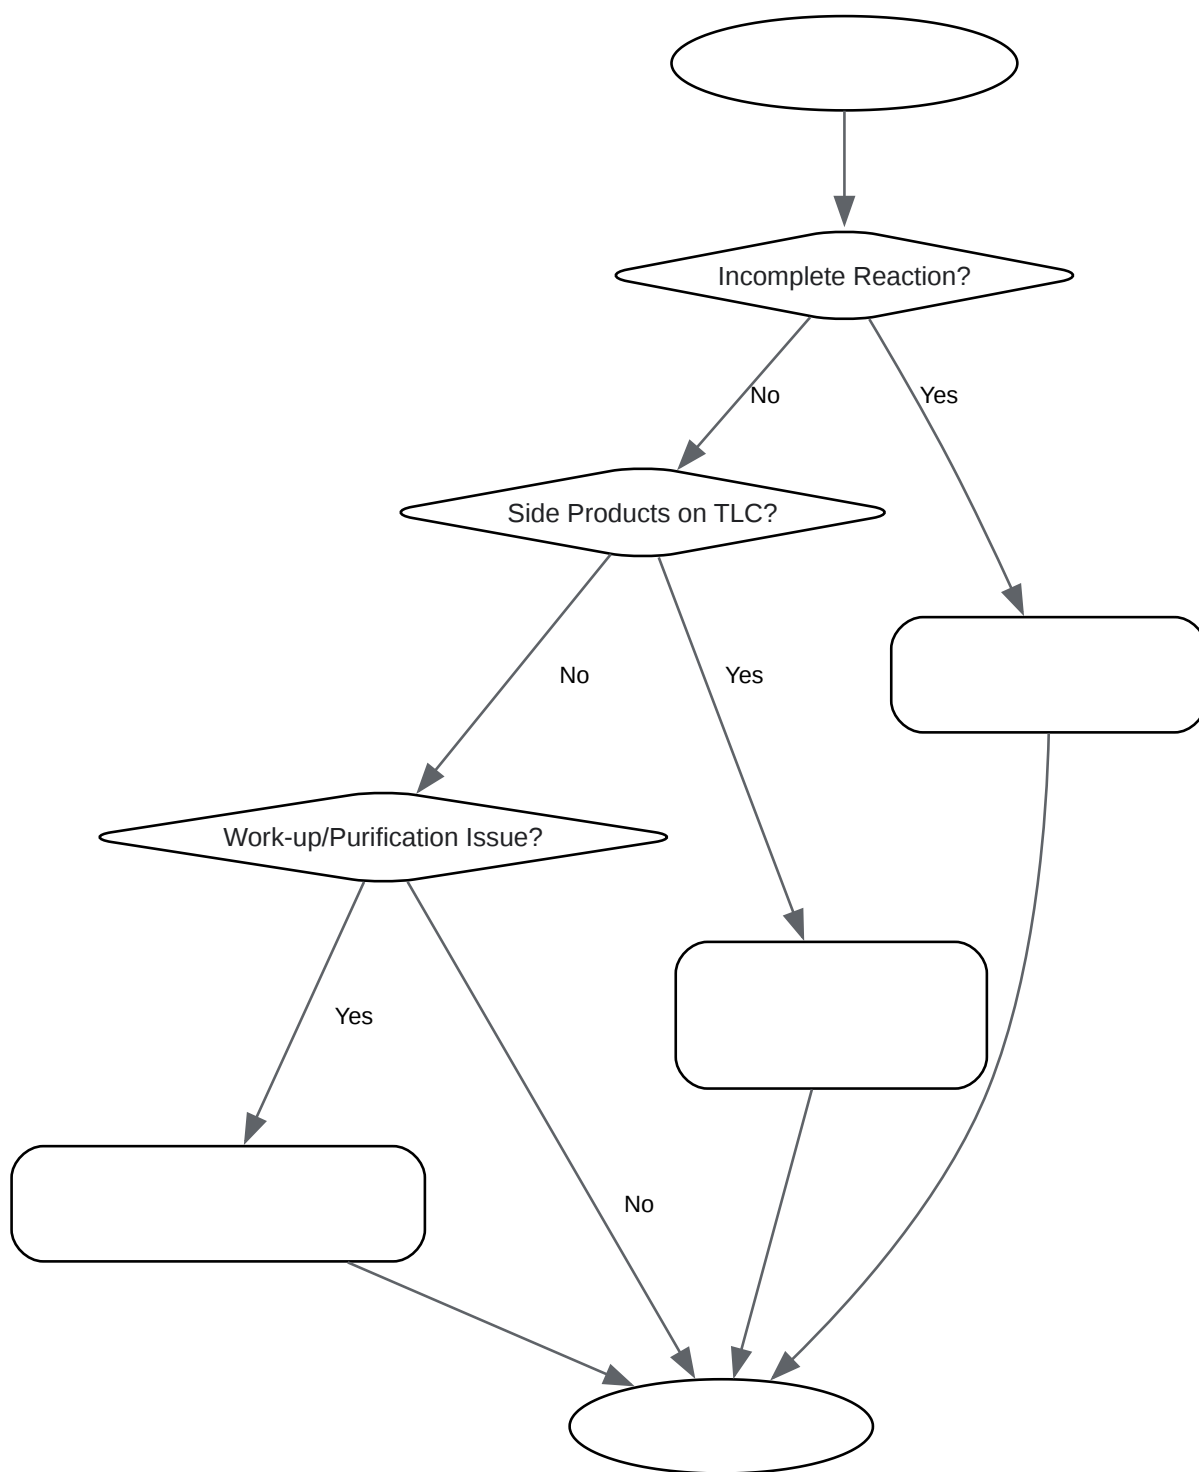 Incomplete Reaction?
No
Yes
Side Products on TLC?
No
Yes
Work-up/Purification Issue?
Yes
No